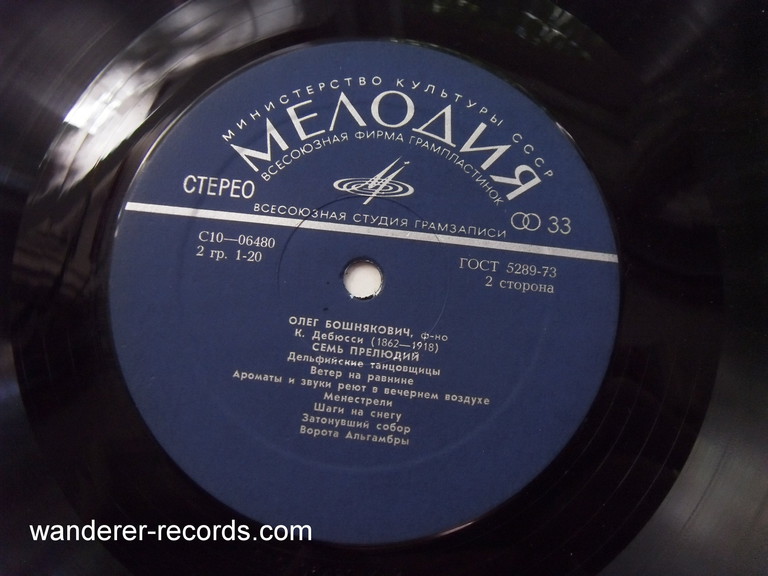 МИНИСТЕРСТВО КУЛЬТУРЫ СССР
МЕЛОДИЯ
ВСЕСОЮЗНАЯ ФИРМА ГРАМПЛАСТИНОК
СТЕРЕО
ВСЕСОЮЗНАЯ СТУДИЯ ГРАМЗАПИСИ
33
С10—06480
2 гр. 1-20
ГОСТ 5289-73
2 сторона
ОЛЕГ БОШНЯКОВИЧ, ф-но
К. Дебюсси (1862—1918)
СЕМЬ ПРЕЛЮДИЙ
Дельфийские танцовщицы
Ветер на равнине
Ароматы и звуки реют в вечернем воздухе
Менестрели
Шаги на снегу
Затонувший собор
Ворота Альгамбры
wanderer-records.com